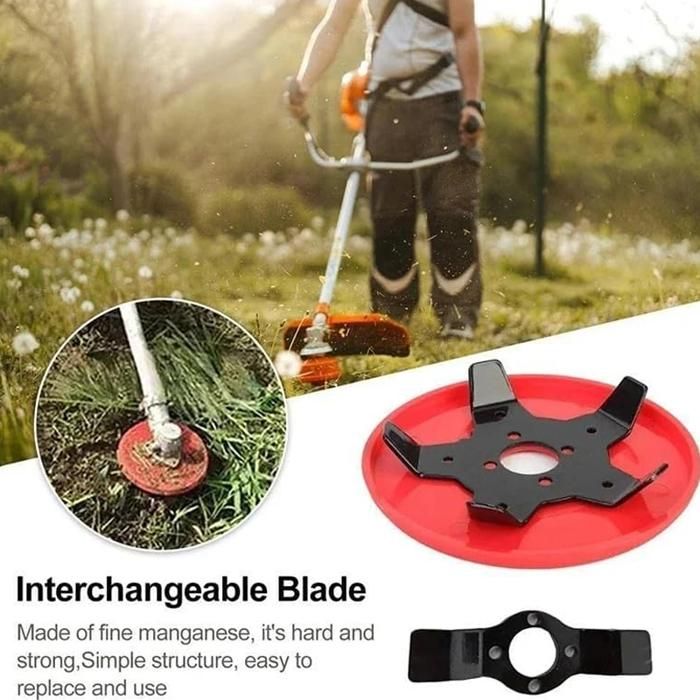 Interchangeable Blade
Made of fine manganese, it's hard and
strong,Simple structure, easy to
replace and use